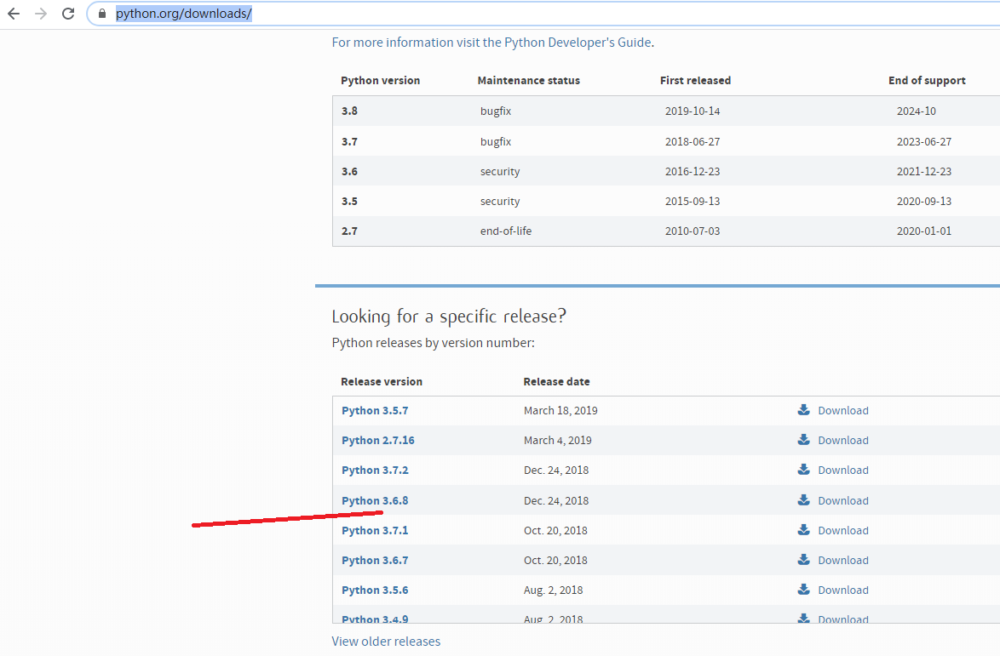 python.org/downloads/
For more information visit the Python Developer's Guide.
Python version Maintenance status First released End of support
3.8 bugfix 2019-10-14 2024-10
3.7 bugfix 2018-06-27 2023-06-27
3.6 security 2016-12-23 2021-12-23
3.5 security 2015-09-13 2020-09-13
2.7 end-of-life 2010-07-03 2020-01-01
Looking for a specific release?
Python releases by version number:
Release version Release date
Python 3.5.7 March 18, 2019 Download
Python 2.7.16 March 4, 2019 Download
Python 3.7.2 Dec. 24, 2018 Download
Python 3.6.8 Dec. 24, 2018 Download
Python 3.7.1 Oct. 20, 2018 Download
Python 3.6.7 Oct. 20, 2018 Download
Python 3.5.6 Aug. 2, 2018 Download
Python 3.4.9 Aug. 2, 2018 Download
View older releases